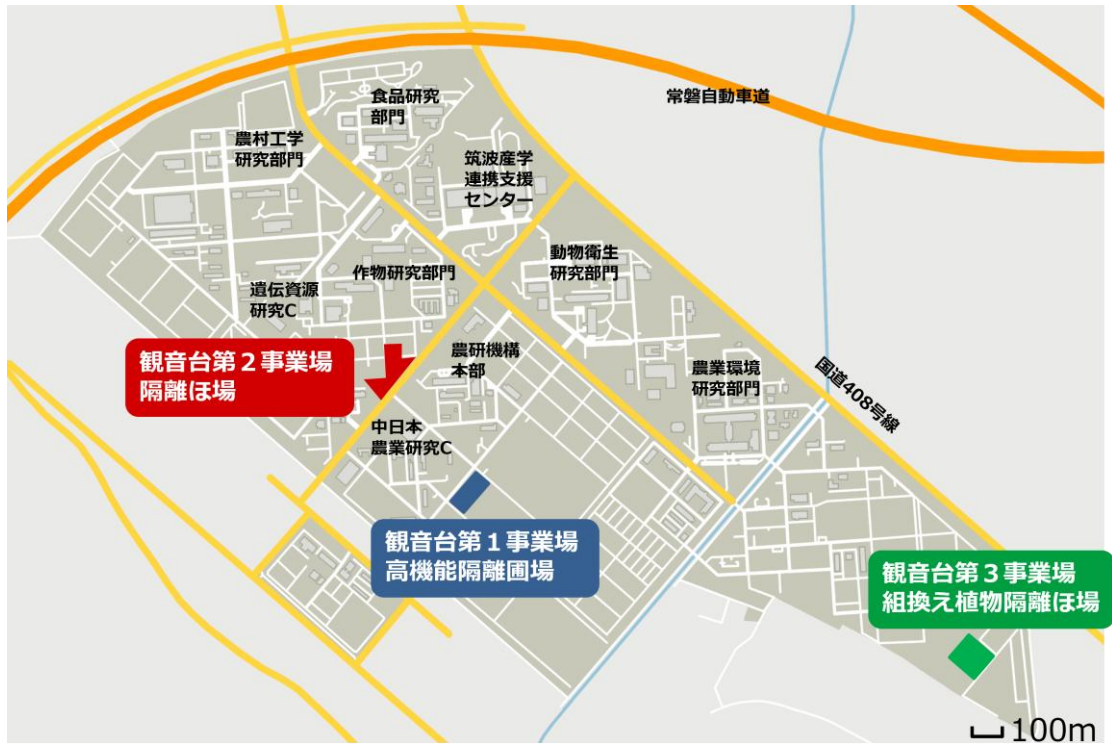 常磐自動車道
食品研究
部門
農村工学
研究部門
筑波産学
連携支援
センター
動物衛生
研究部門
作物研究部門
遺伝資源
研究C
観音台第２事業場
隔離ほ場
農研機構
本部
農業環境
研究部門
国道408号線
中日本
農業研究C
観音台第１事業場
高機能隔離圃場
観音台第３事業場
組換え植物隔離ほ場
100m